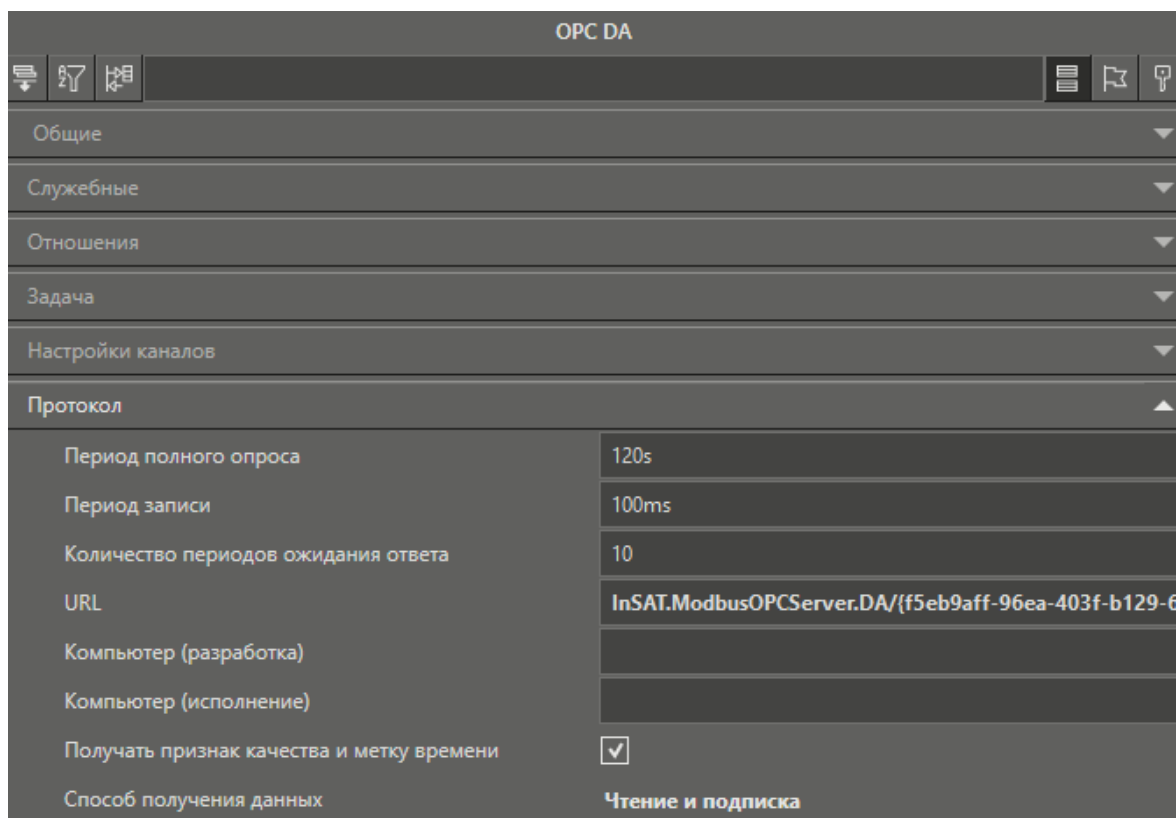 OPC DA
Общие
Служебные
Отношения
Задача
Настройки каналов
Протокол
Период полного опроса 120s
Период записи 100ms
Количество периодов ожидания ответа 10
URL InSAT.ModbusOPCServer.DA/{f5eb9aff-96ea-403f-b129-6
Компьютер (разработка)
Компьютер (исполнение)
Получать признак качества и метку времени
Способ получения данных Чтение и подписка